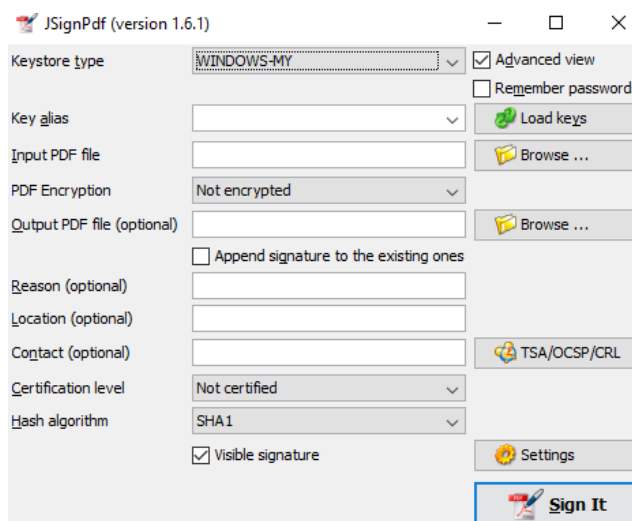 JSignPdf (version 1.6.1)
Keystore type WINDOWS-MY Advanced view
Remember password
Key alias Load keys
Input PDF file Browse ...
PDF Encryption Not encrypted
Output PDF file (optional) Browse ...
Append signature to the existing ones
Reason (optional)
Location (optional)
Contact (optional) TSA/OCSP/CRL
Certification level Not certified
Hash algorithm SHA1
Visible signature Settings
Sign It